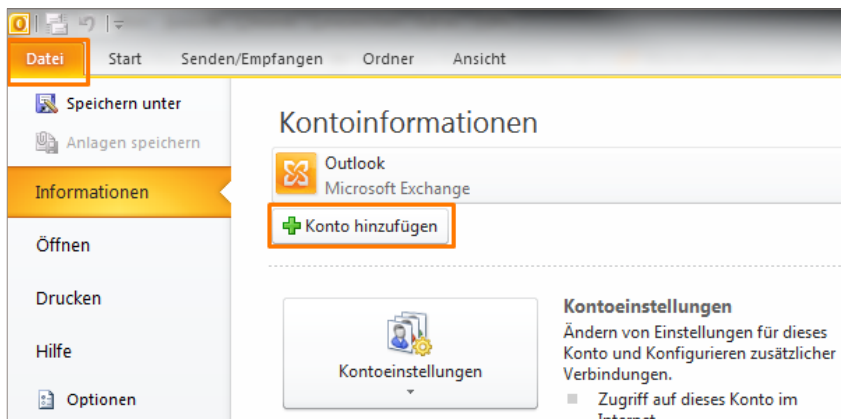 Datei Start Senden/Empfangen Ordner Ansicht
Speichern unter
Anlagen speichern
Informationen
Öffnen
Drucken
Hilfe
Optionen
Kontoinformationen
Outlook
Microsoft Exchange
Konto hinzufügen
Kontoeinstellungen
Kontoeinstellungen
Ändern von Einstellungen für dieses
Konto und Konfigurieren zusätzlicher
Verbindungen.
Zugriff auf dieses Konto im